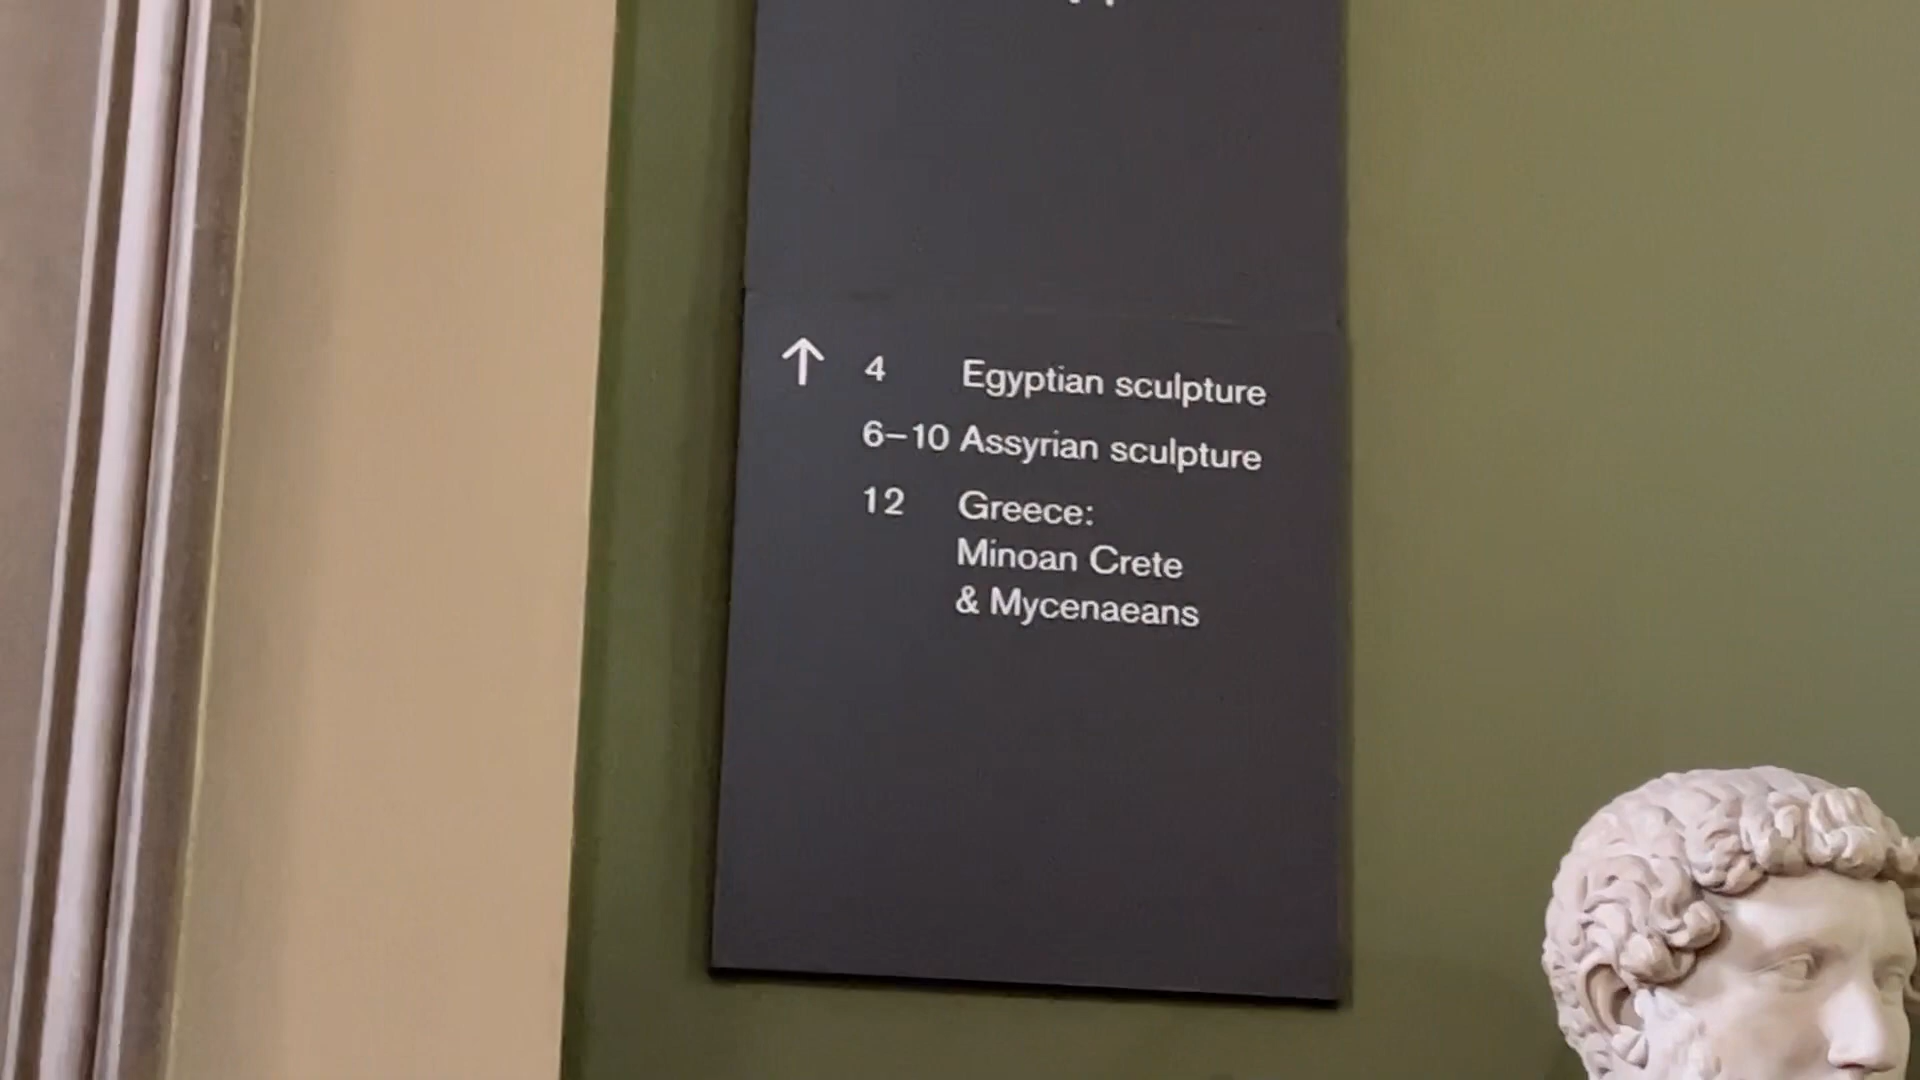 ↑ 4 Egyptian sculpture
6–10 Assyrian sculpture
12 Greece:
Minoan Crete
& Mycenaeans